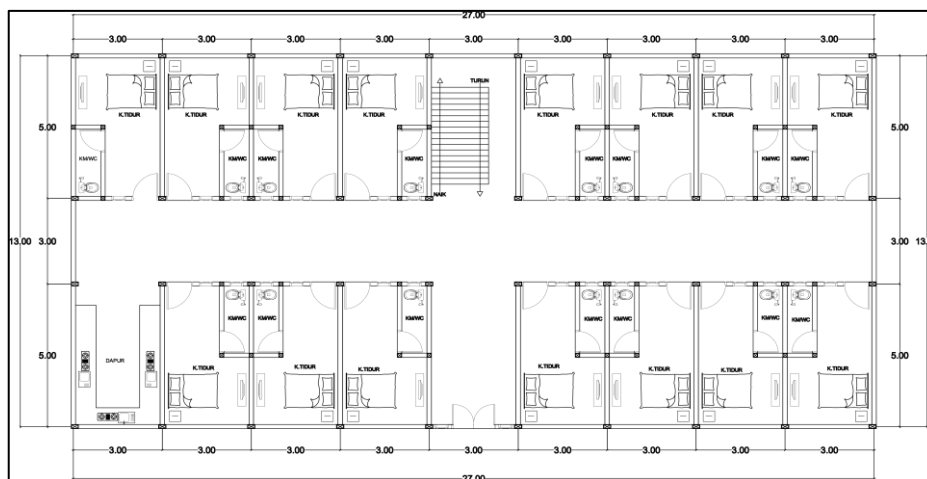 27.00
3.00 3.00 3.00 3.00 3.00 3.00 3.00 3.00 3.00
TURUN
K.TIDUR K.TIDUR K.TIDUR K.TIDUR K.TIDUR K.TIDUR K.TIDUR K.TIDUR
5.00 5.00
KM/WC KM/WC KM/WC KM/WC KM/WC KM/WC KM/WC KM/WC
NAIK
13.00 3.00 3.00 13.
KM/WC KM/WC KM/WC KM/WC KM/WC KM/WC KM/WC
5.00 DAPUR 5.00
K.TIDUR K.TIDUR K.TIDUR K.TIDUR K.TIDUR K.TIDUR K.TIDUR
3.00 3.00 3.00 3.00 3.00 3.00 3.00 3.00 3.00
27.00